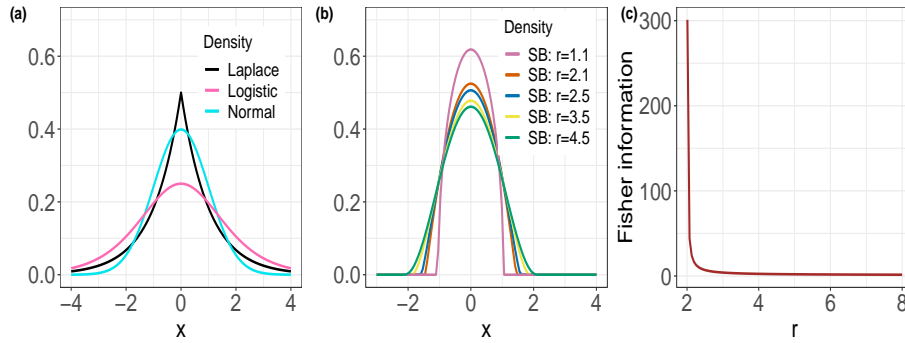 (a)
Density
Laplace
Logistic
Normal
0.6
0.4
0.2
0.0
−4 −2 0 2 4
x
(b)
Density
SB: r=1.1
SB: r=2.1
SB: r=2.5
SB: r=3.5
SB: r=4.5
0.6
0.4
0.2
0.0
−2 0 2 4
x
(c)
Fisher information
300
200
100
0
2 4 6 8
r